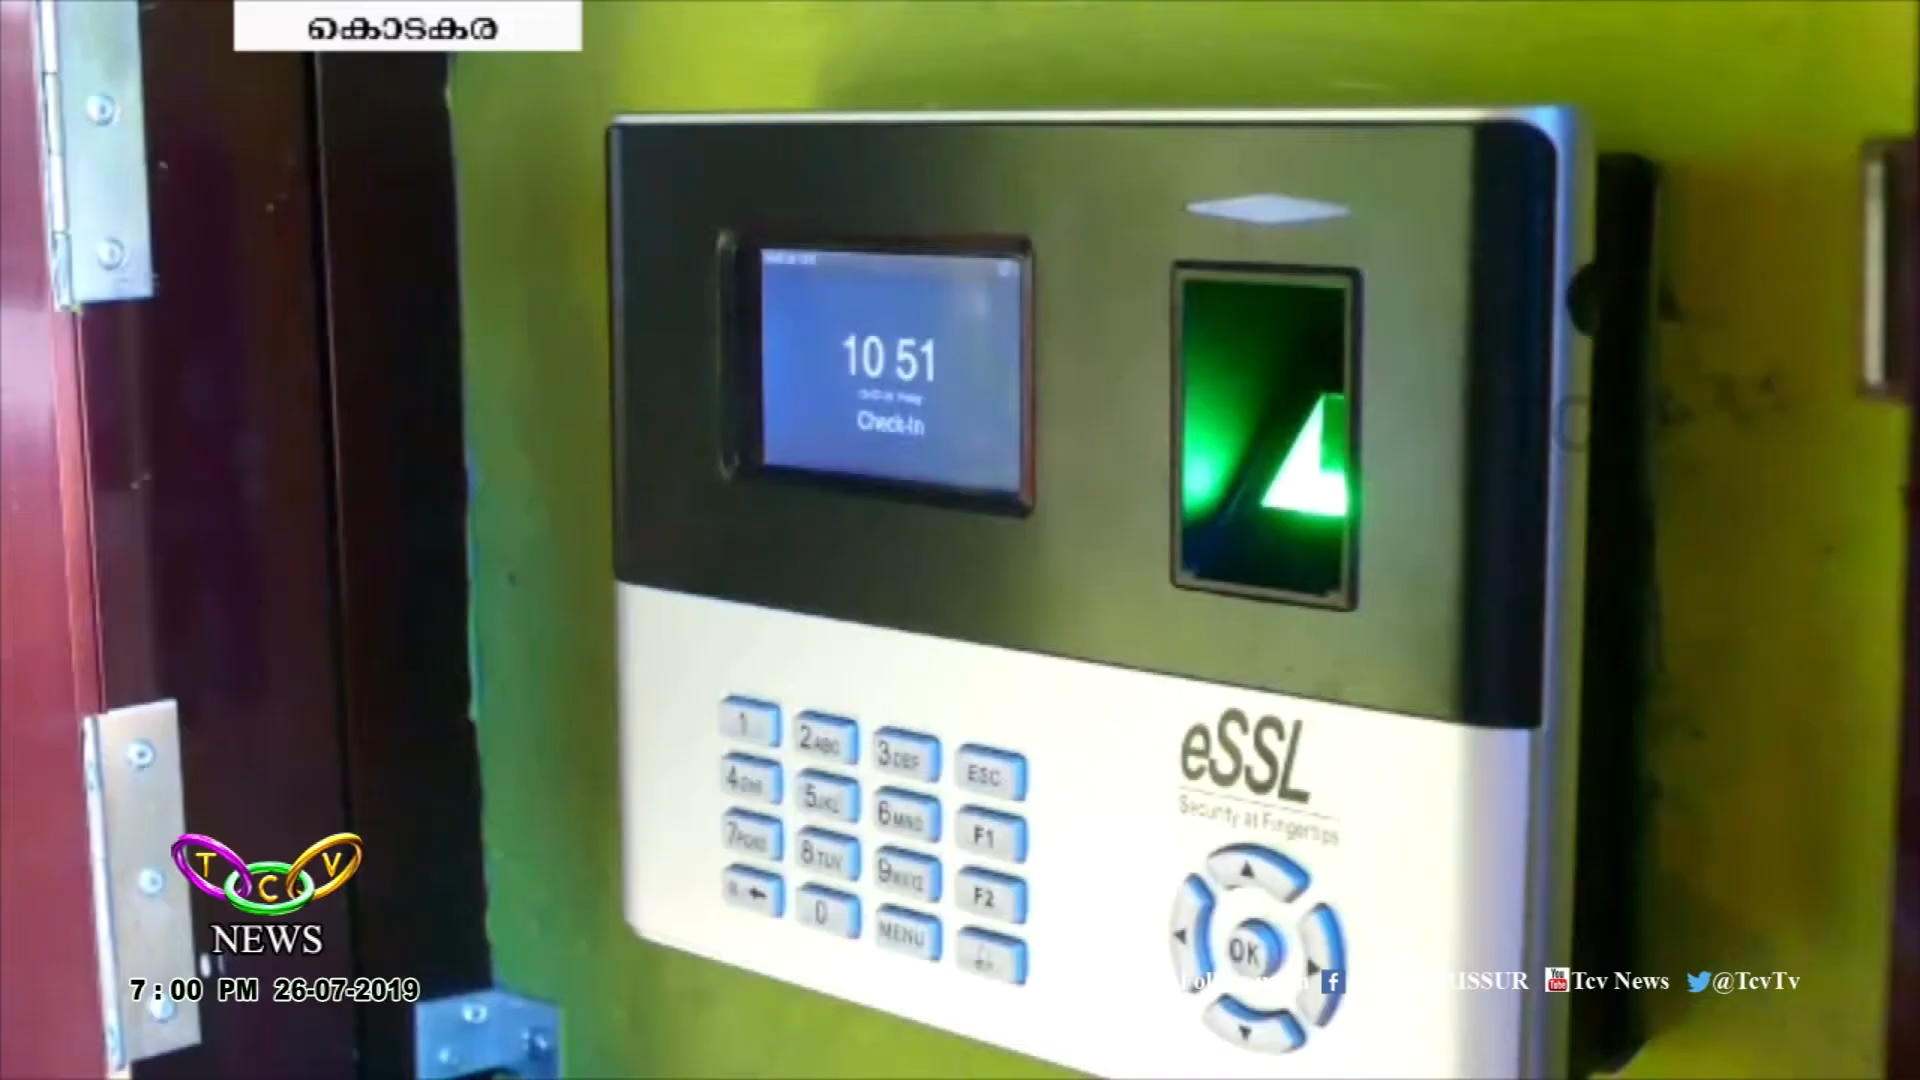 കൊടകര
10 51
Check-In
eSSL
Security at Fingertips
1
2ABC
3DEF
ESC
4GHI
5JKL
6MNO
F1
7PQRS
8TUV
9WXYZ
F2
0
MENU
OK
T C V
NEWS
7:00 PM 26-07-2019
Tcv News
@TcvTv